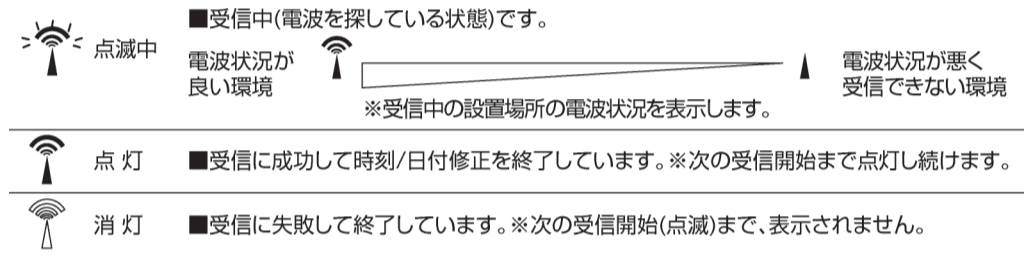 点滅中
■受信中(電波を探している状態)です。
電波状況が
良い環境
電波状況が悪く
受信できない環境
※受信中の設置場所の電波状況を表示します。
点 灯 ■受信に成功して時刻/日付修正を終了しています。※次の受信開始まで点灯し続けます。
消 灯 ■受信に失敗して終了しています。※次の受信開始(点滅)まで、表示されません。